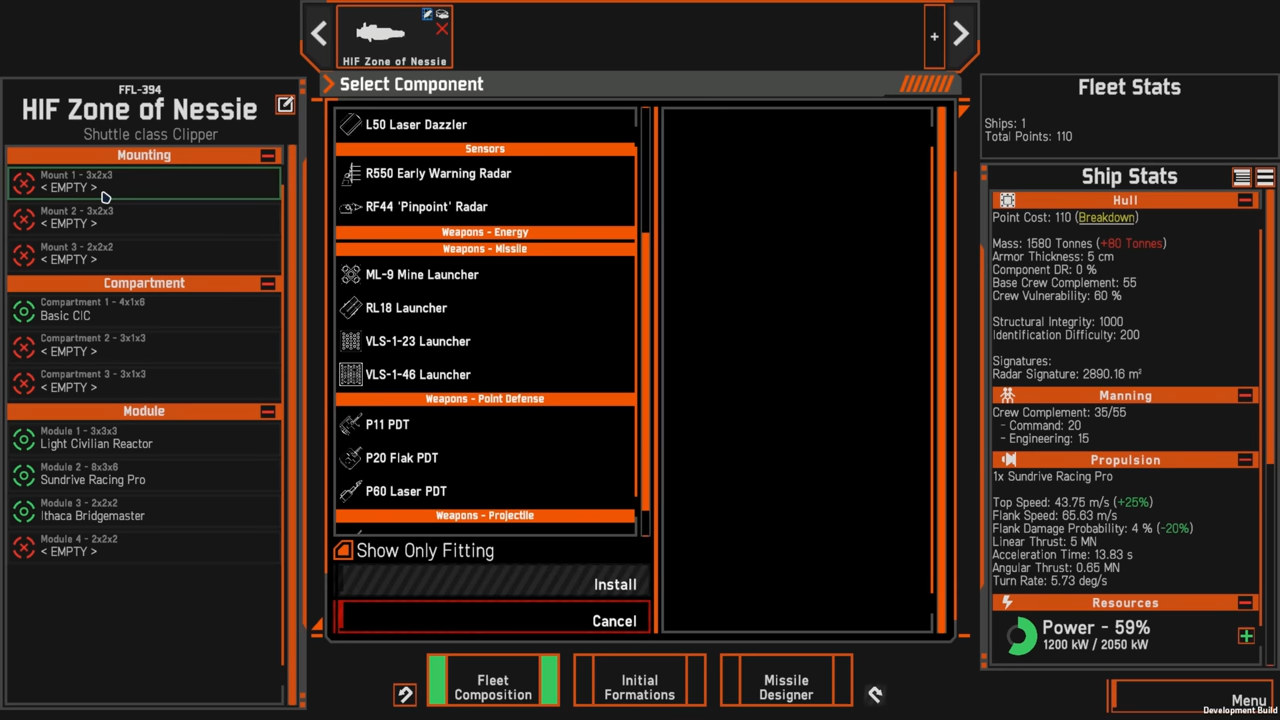 HIF Zone of Nessie
+
Select Component
FFL-394
HIF Zone of Nessie
Shuttle class Clipper
Mounting
Mount 1 - 3x2x3
< EMPTY >
Mount 2 - 3x2x3
< EMPTY >
Mount 3 - 2x2x2
< EMPTY >
Compartment
Compartment 1 - 4x1x6
Basic CIC
Compartment 2 - 3x1x3
< EMPTY >
Compartment 3 - 3x1x3
< EMPTY >
Module
Module 1 - 3x3x3
Light Civilian Reactor
Module 2 - 8x3x6
Sundrive Racing Pro
Module 3 - 2x2x2
Ithaca Bridgemaster
Module 4 - 2x2x2
< EMPTY >
L50 Laser Dazzler
Sensors
R550 Early Warning Radar
RF44 'Pinpoint' Radar
Weapons - Energy
Weapons - Missile
ML-9 Mine Launcher
RL18 Launcher
VLS-1-23 Launcher
VLS-1-46 Launcher
Weapons - Point Defense
P11 PDT
P20 Flak PDT
P60 Laser PDT
Weapons - Projectile
Show Only Fitting
Install
Cancel
Fleet Composition
Initial Formations
Missile Designer
Fleet Stats
Ships: 1
Total Points: 110
Ship Stats
Hull
Point Cost: 110 (Breakdown)
Mass: 1580 Tonnes (+80 Tonnes)
Armor Thickness: 5 cm
Component DR: 0 %
Base Crew Complement: 55
Crew Vulnerability: 60 %
Structural Integrity: 1000
Identification Difficulty: 200
Signatures:
Radar Signature: 2890.16 m²
Manning
Crew Complement: 35/55
- Command: 20
- Engineering: 15
Propulsion
1x Sundrive Racing Pro
Top Speed: 43.75 m/s (+25%)
Flank Speed: 65.63 m/s
Flank Damage Probability: 4 % (-20%)
Linear Thrust: 5 MN
Acceleration Time: 13.83 s
Angular Thrust: 0.65 MN
Turn Rate: 5.73 deg/s
Resources
Power - 59%
1200 kW / 2050 kW
Menu
Development Build